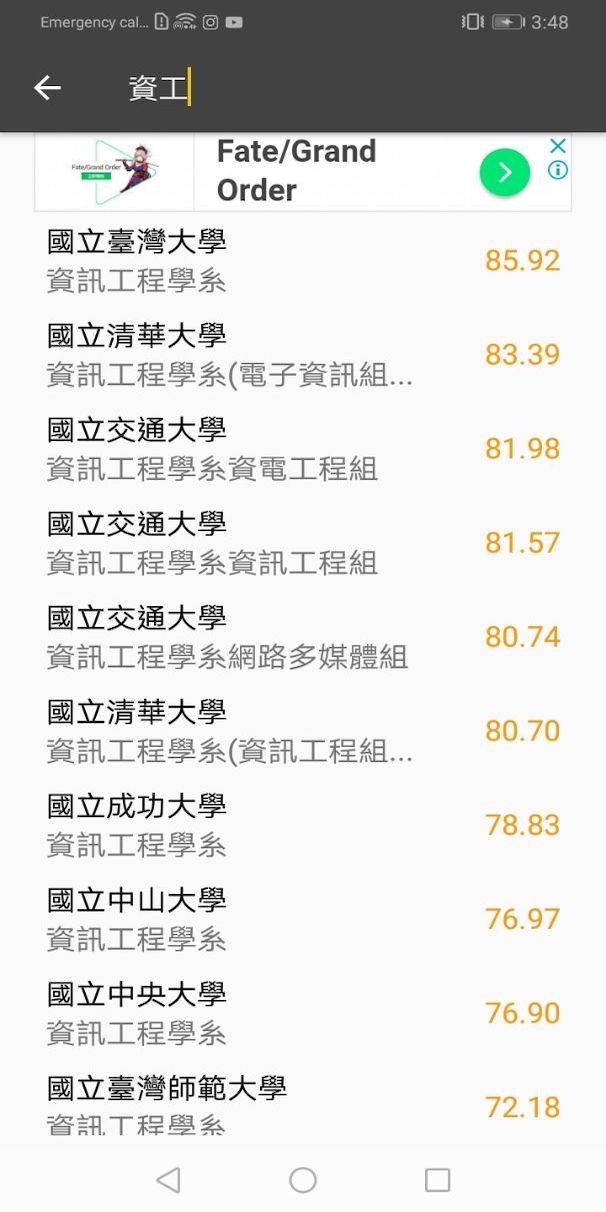 Emergency cal...
3:48
資工
Fate/Grand Order
Fate/Grand
Order
國立臺灣大學
資訊工程學系
85.92
國立清華大學
資訊工程學系(電子資訊組...
83.39
國立交通大學
資訊工程學系資電工程組
81.98
國立交通大學
資訊工程學系資訊工程組
81.57
國立交通大學
資訊工程學系網路多媒體組
80.74
國立清華大學
資訊工程學系(資訊工程組...
80.70
國立成功大學
資訊工程學系
78.83
國立中山大學
資訊工程學系
76.97
國立中央大學
資訊工程學系
76.90
國立臺灣師範大學
資訊工程學系
72.18